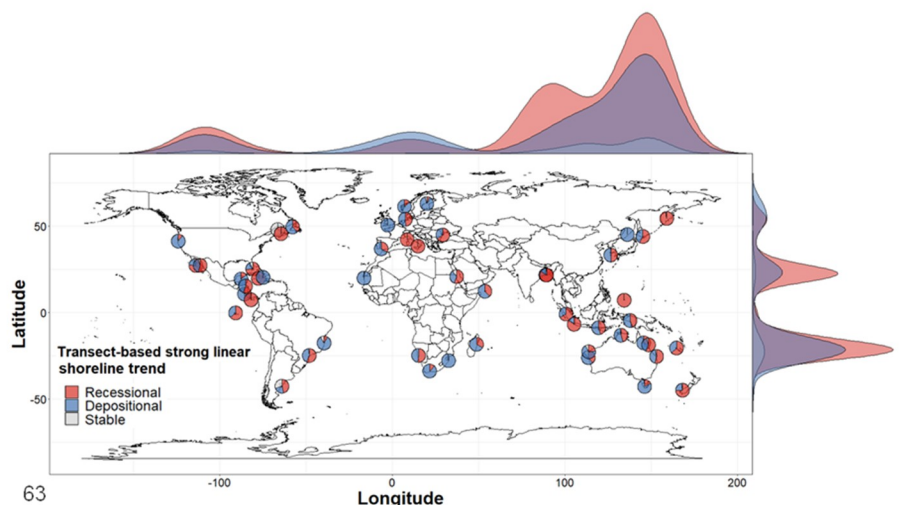 50
0
-50
Latitude
Transect-based strong linear
shoreline trend
Recessional
Depositional
Stable
-100
0
100
200
Longitude
63